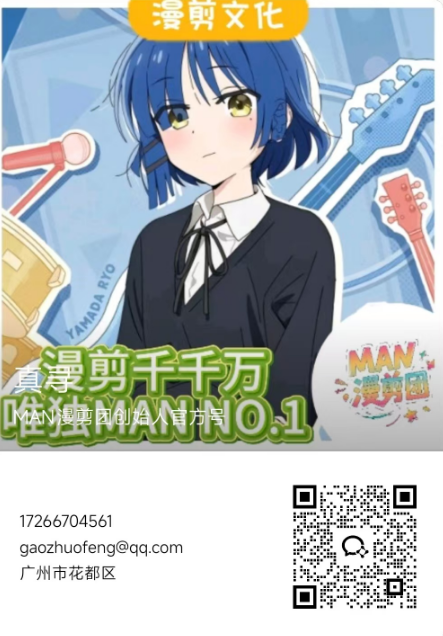 漫剪文化
YAMADA RYO
漫剪千千万
真寻
唯独MAN NO.1
MAN漫剪团创始人官方号
MAN
漫剪团
17266704561
gaozhuofeng@qq.com
广州市花都区